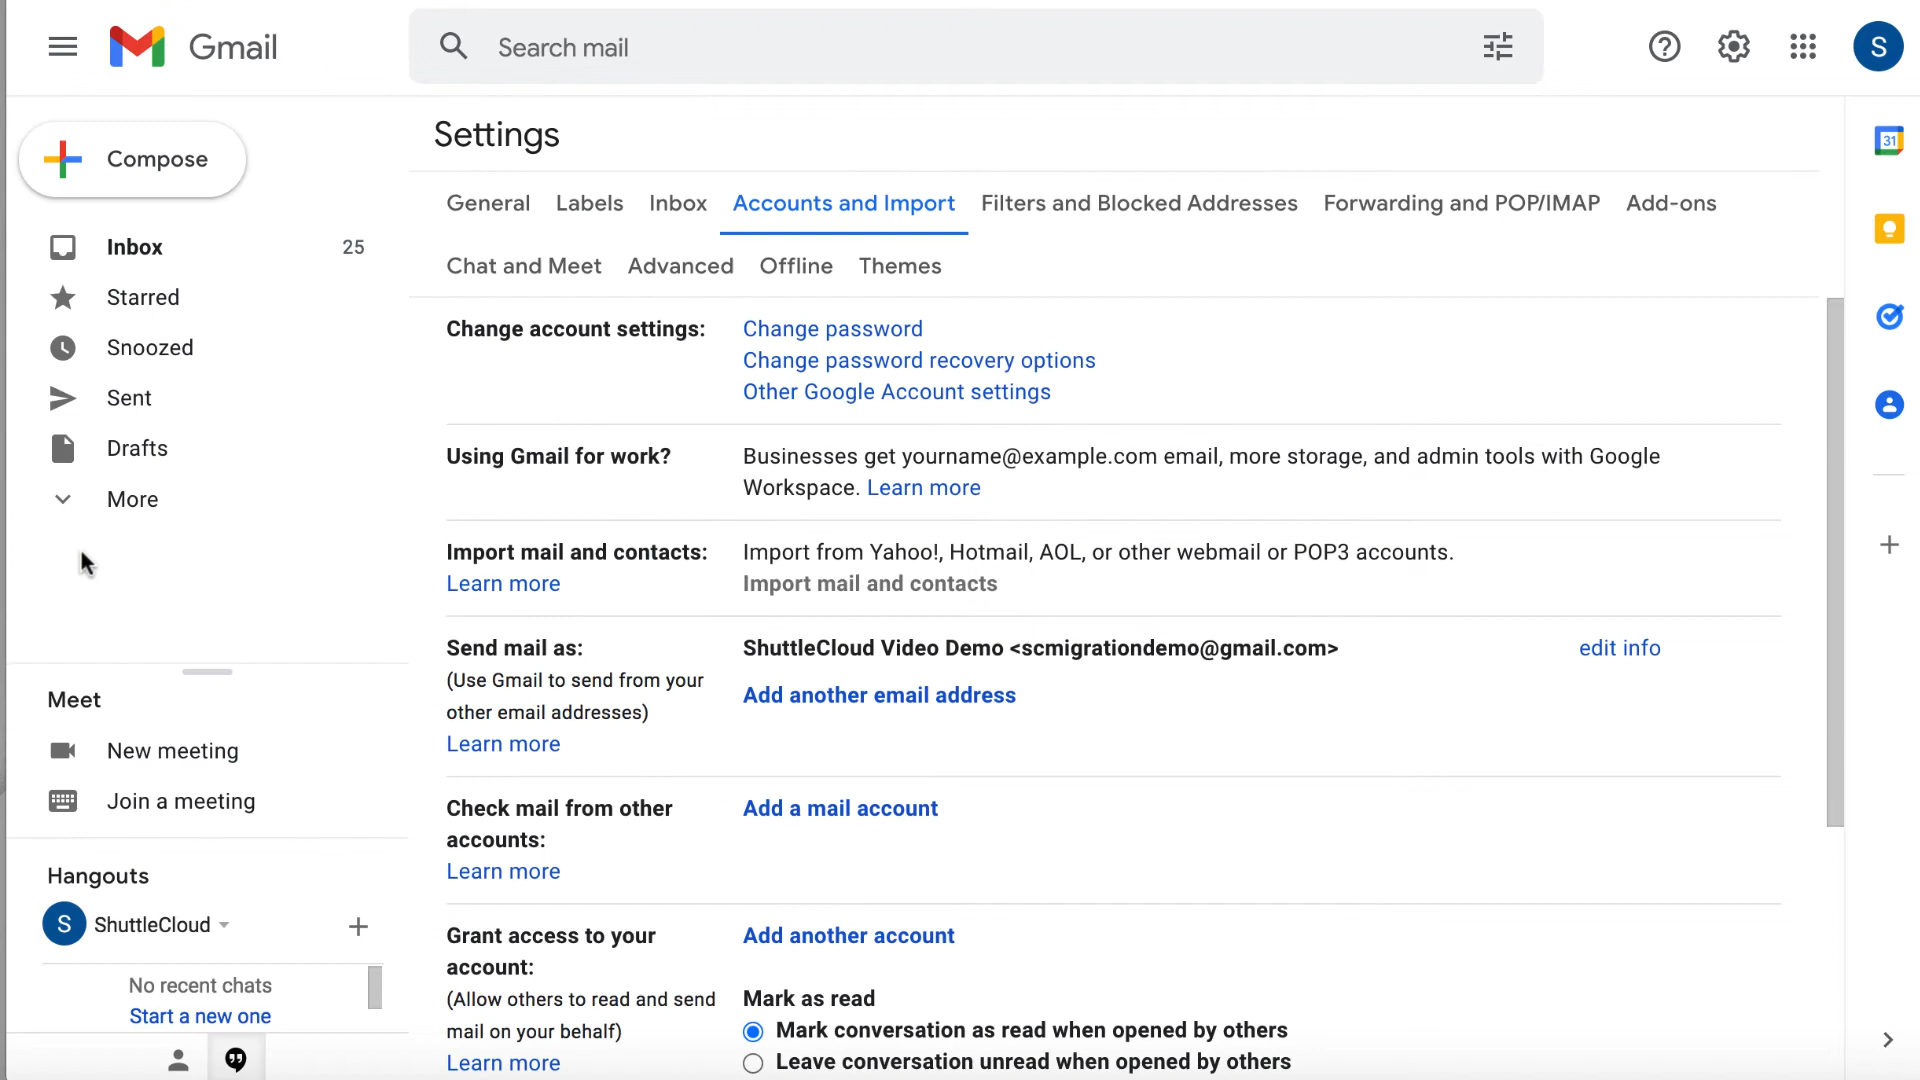 Gmail
Search mail
S
Compose
Inbox 25
Starred
Snoozed
Sent
Drafts
More
Meet
New meeting
Join a meeting
Hangouts
S ShuttleCloud
No recent chats
Start a new one
Settings
General Labels Inbox Accounts and Import Filters and Blocked Addresses Forwarding and POP/IMAP Add-ons
Chat and Meet Advanced Offline Themes
Change account settings: Change password
Change password recovery options
Other Google Account settings
Using Gmail for work? Businesses get yourname@example.com email, more storage, and admin tools with Google
Workspace. Learn more
Import mail and contacts: Import from Yahoo!, Hotmail, AOL, or other webmail or POP3 accounts.
Learn more Import mail and contacts
Send mail as: ShuttleCloud Video Demo <scmigrationdemo@gmail.com> edit info
(Use Gmail to send from your
other email addresses) Add another email address
Learn more
Check mail from other Add a mail account
accounts:
Learn more
Grant access to your Add another account
account:
(Allow others to read and send Mark as read
mail on your behalf) Mark conversation as read when opened by others
Learn more Leave conversation unread when opened by others
31